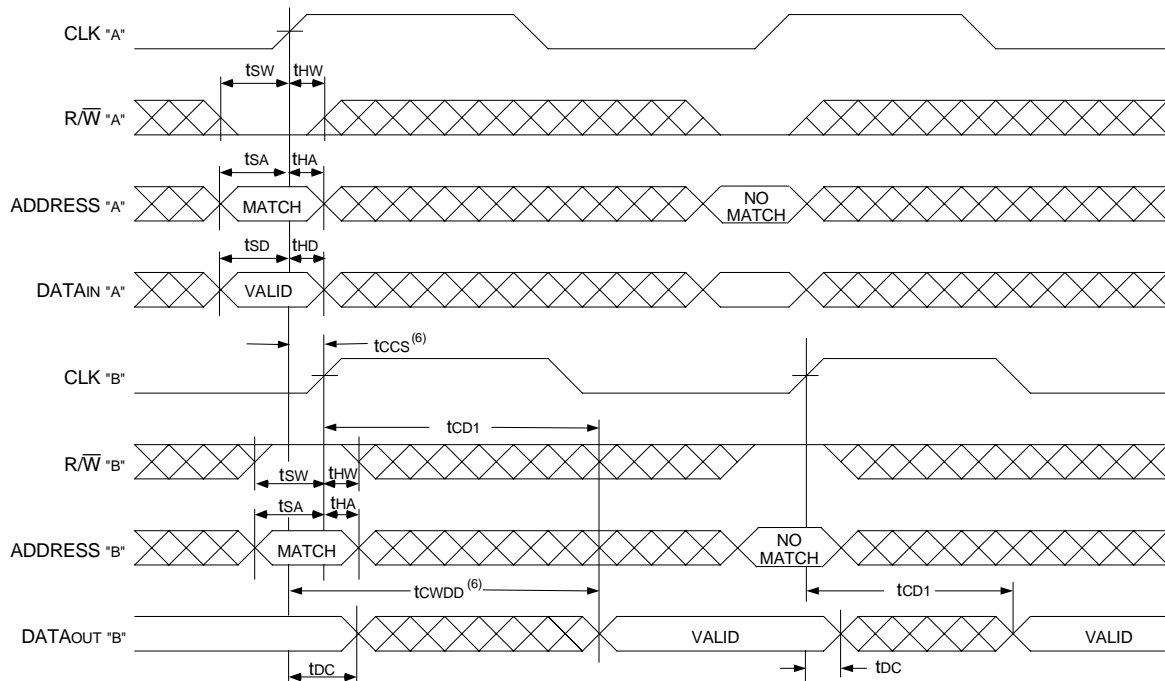 CLK "A"
tSW tHW
R/W̅ "A"
tSA tHA
ADDRESS "A" MATCH NO MATCH
tSD tHD
DATAIN "A" VALID
tCCS (6)
CLK "B"
tCD1
R/W̅ "B"
tSW tHW
tSA tHA
ADDRESS "B" MATCH NO MATCH
tCWDD (6) tCD1
DATAOUT "B" VALID VALID
tDC tDC